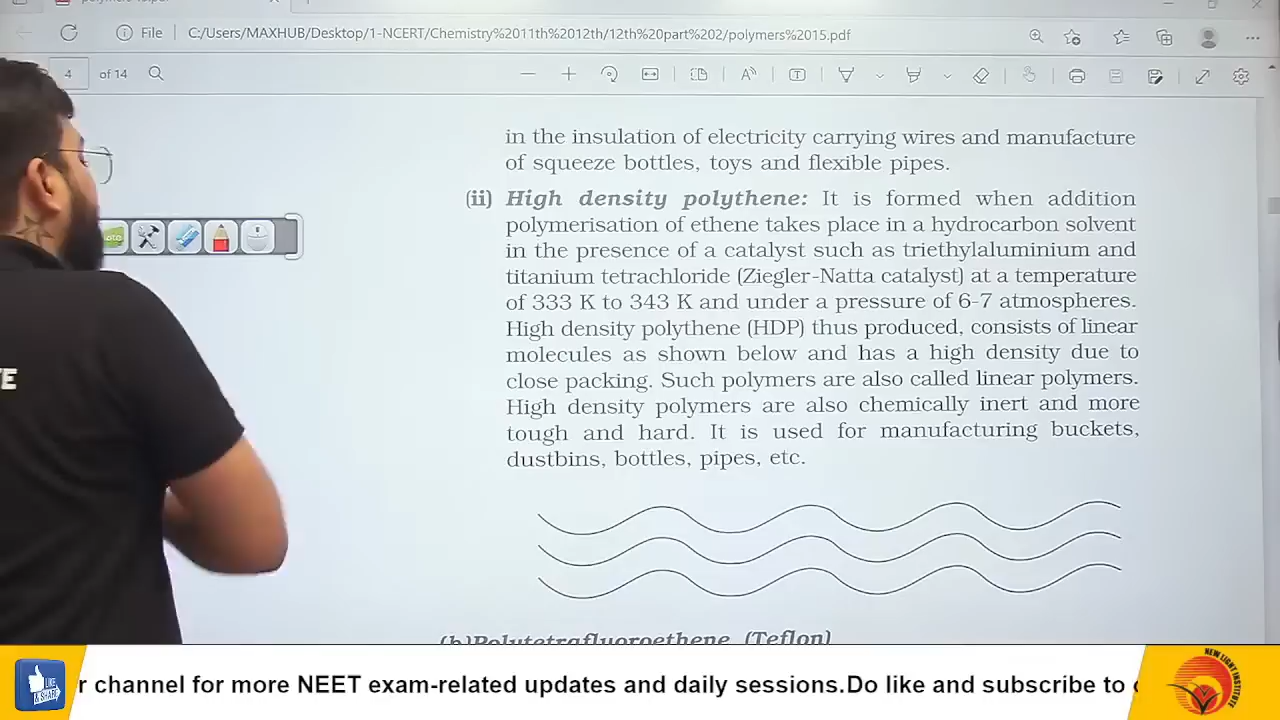 File
C:/Users/MAXHUB/Desktop/1-NCERT/Chemistry%2011th%2012th/12th%20part%202/polymers%2015.pdf
4 of 14
in the insulation of electricity carrying wires and manufacture
of squeeze bottles, toys and flexible pipes.
(ii) High density polythene: It is formed when addition
polymerisation of ethene takes place in a hydrocarbon solvent
in the presence of a catalyst such as triethylaluminium and
titanium tetrachloride (Ziegler-Natta catalyst) at a temperature
of 333 K to 343 K and under a pressure of 6-7 atmospheres.
High density polythene (HDP) thus produced, consists of linear
molecules as shown below and has a high density due to
close packing. Such polymers are also called linear polymers.
High density polymers are also chemically inert and more
tough and hard. It is used for manufacturing buckets,
dustbins, bottles, pipes, etc.
(b)Polytetrafluoroethene (Teflon)
LIKE
& SHARE
r channel for more NEET exam-related updates and daily sessions.Do like and subscribe to
NEW LIGHT INSTITUTE